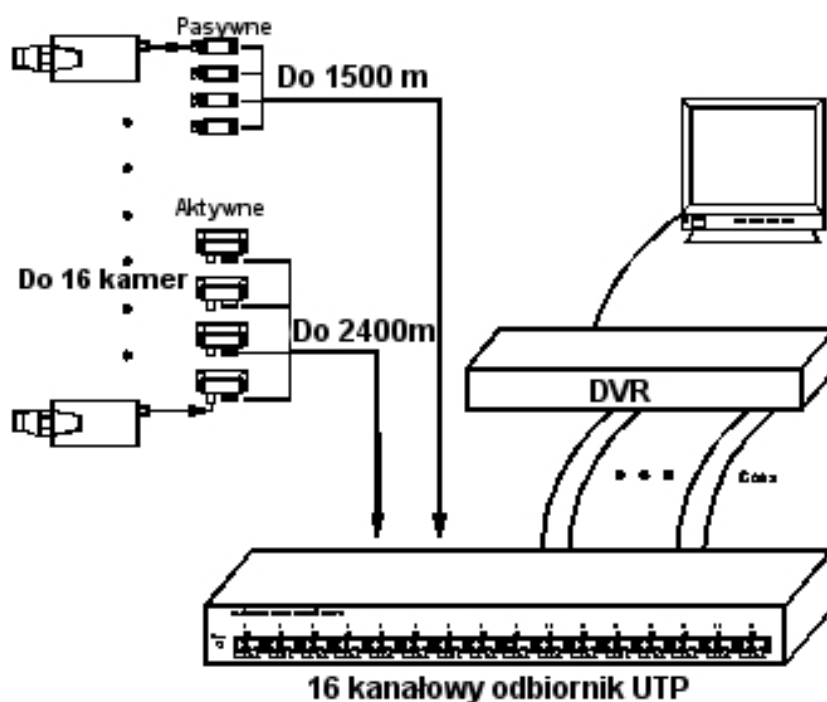 Pasywne
Do 1500 m
Aktywne
Do 16 kamer
Do 2400m
DVR
16 kanałowy odbiornik UTP